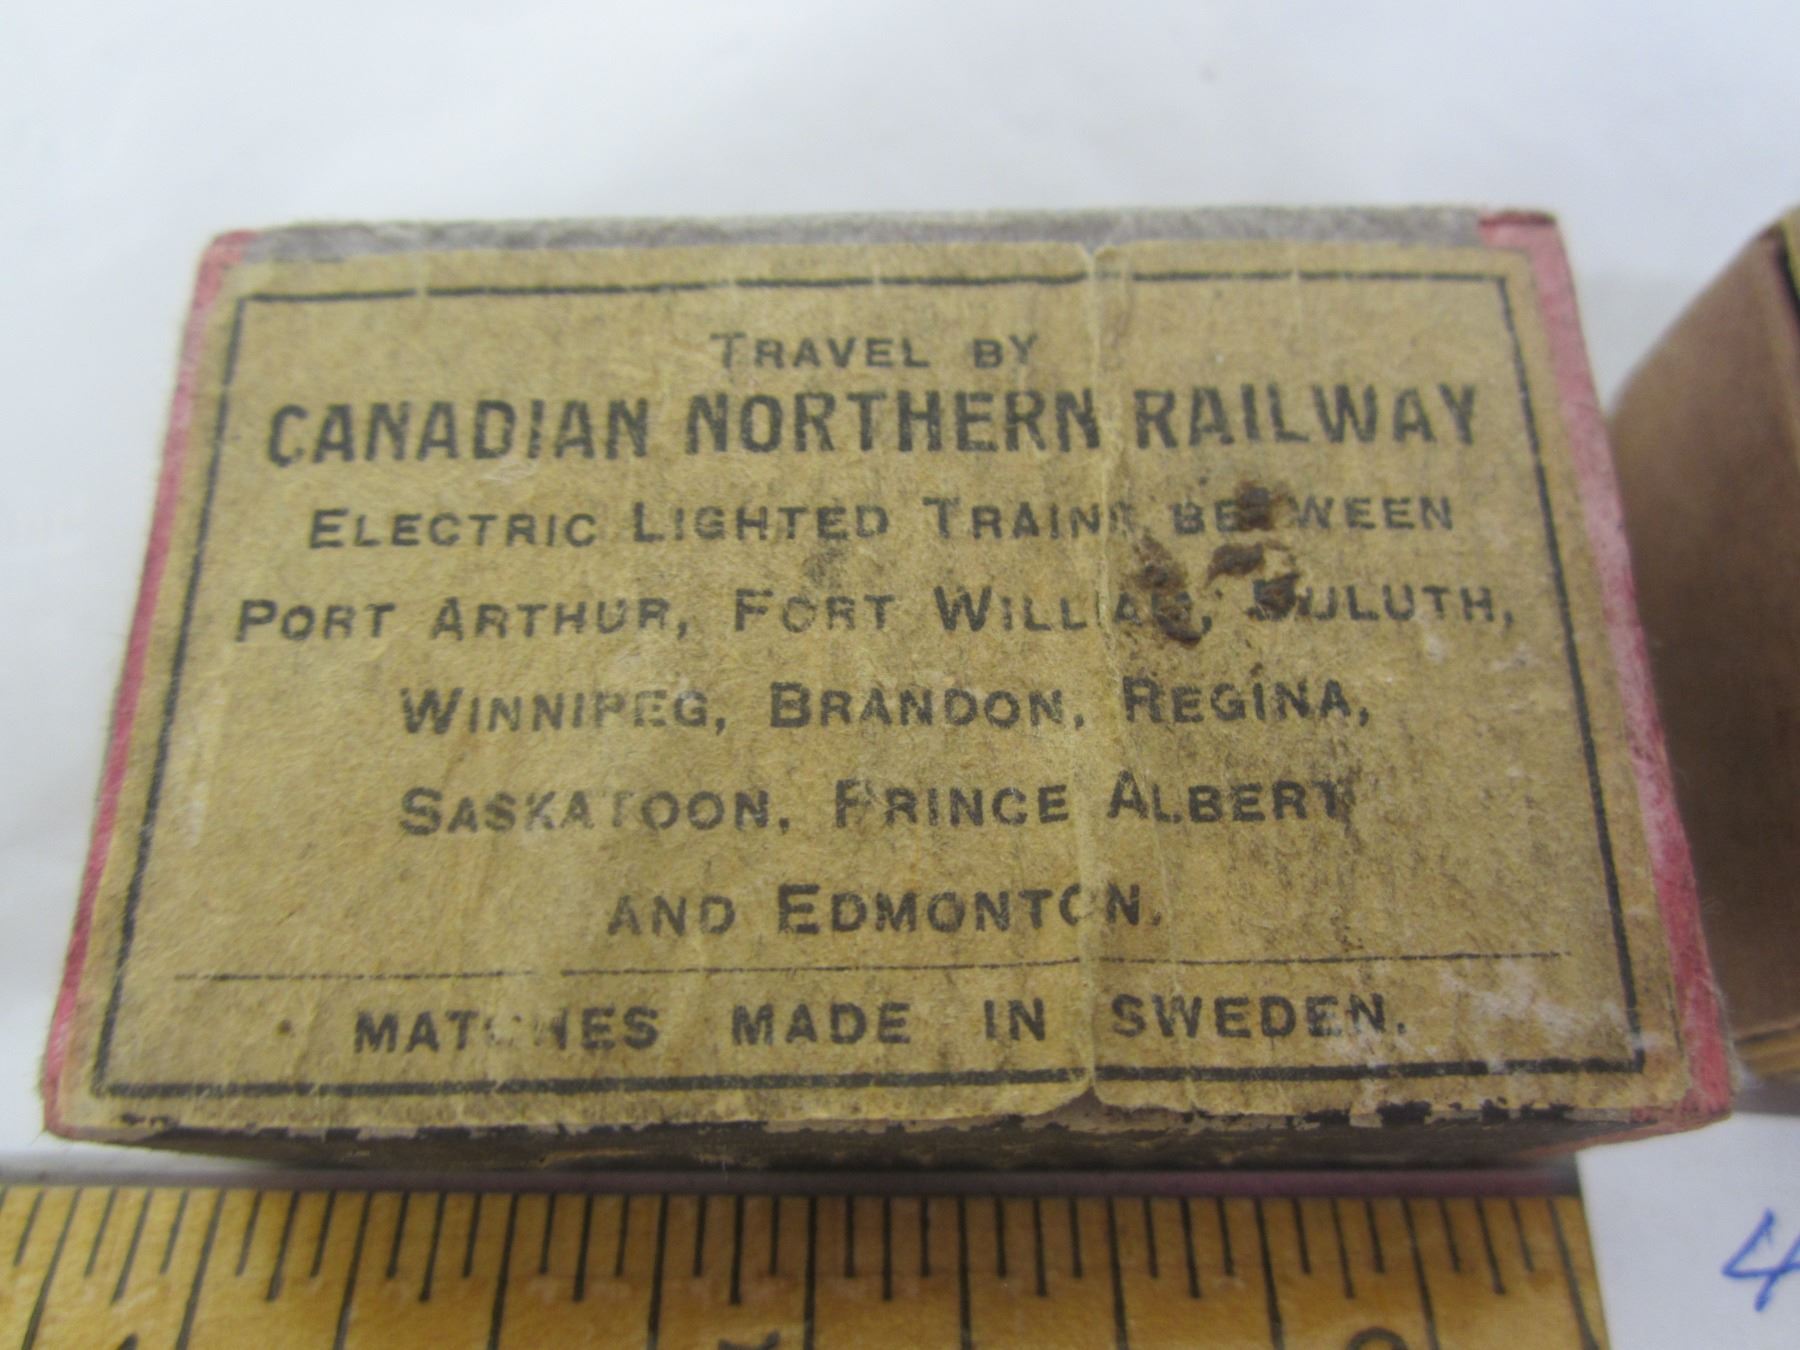 TRAVEL BY
CANADIAN NORTHERN RAILWAY
ELECTRIC LIGHTED TRAINS BETWEEN
PORT ARTHUR, FORT WILLIAM, DULUTH,
WINNIPEG, BRANDON, REGINA,
SASKATOON, PRINCE ALBERT
AND EDMONTON.
MATCHES MADE IN SWEDEN.
4